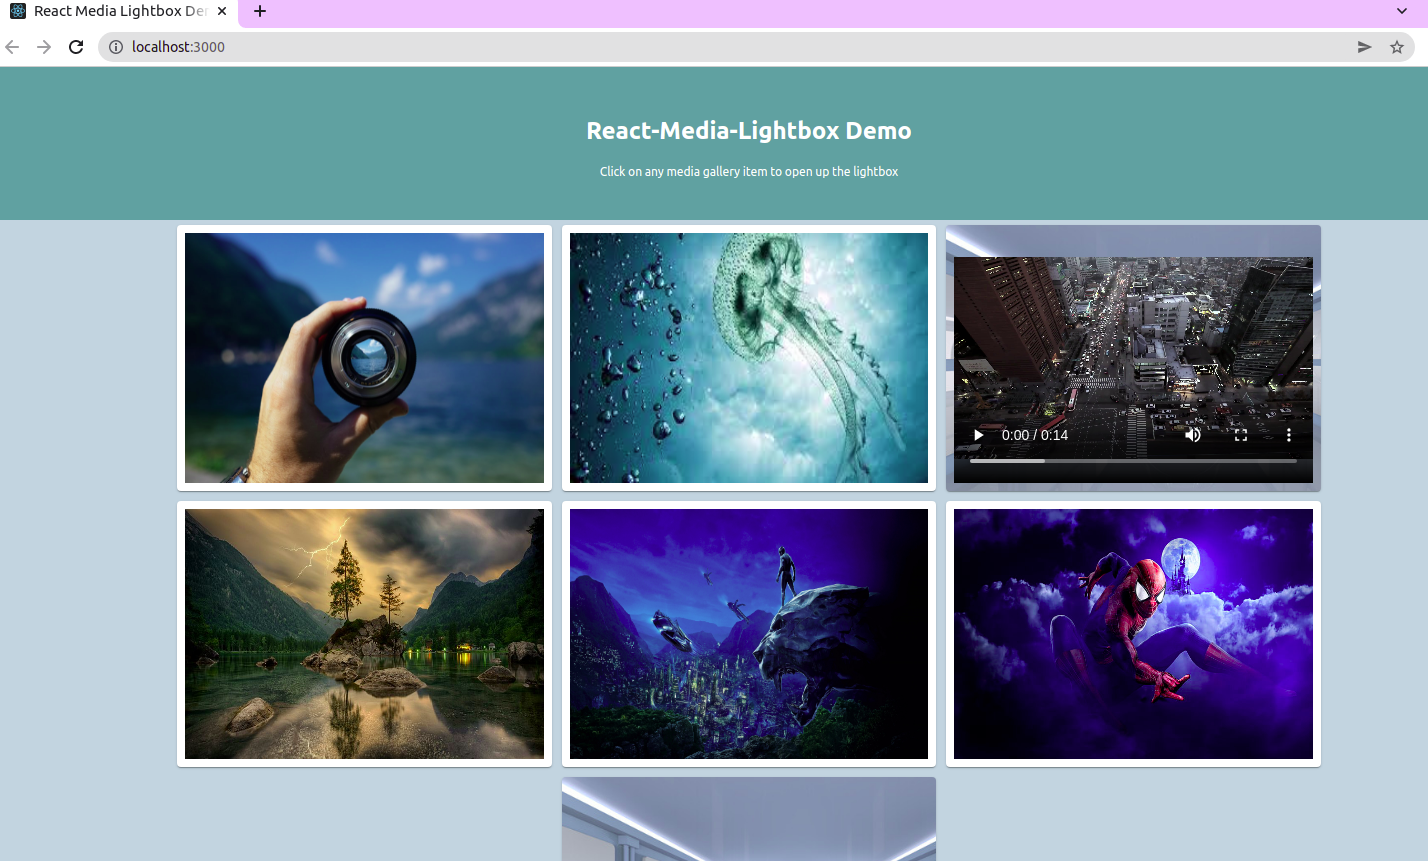 React Media Lightbox De
localhost:3000
React-Media-Lightbox Demo
Click on any media gallery item to open up the lightbox
0:00 / 0:14